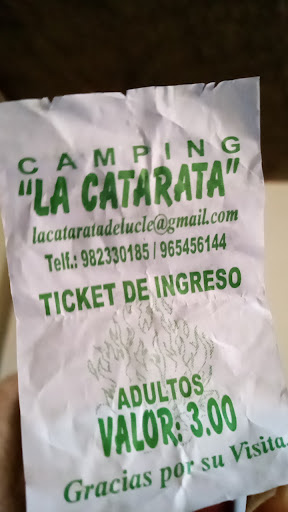 CAMPING
"LA CATARATA"
lacataratadelucle@gmail.com
Telf.: 982330185 / 965456144
TICKET DE INGRESO
ADULTOS
VALOR: 3.00
Gracias por su Visita.